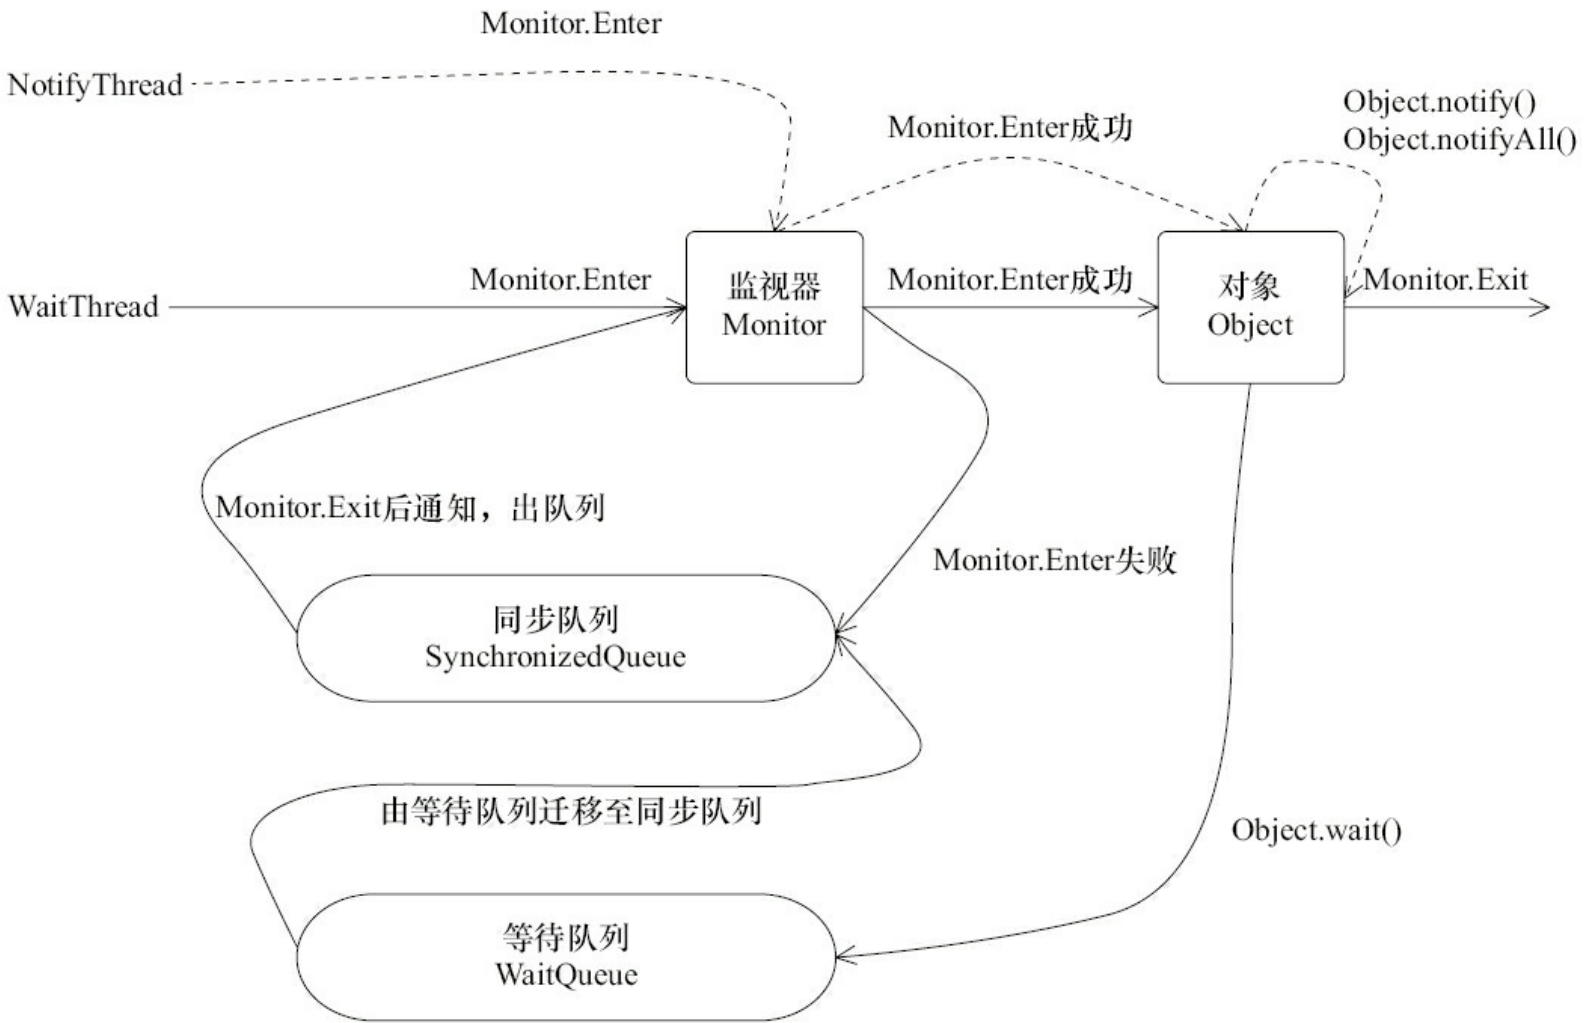 Monitor.Enter
NotifyThread
Object.notify()
Object.notifyAll()
Monitor.Enter成功
WaitThread
Monitor.Enter
监视器
Monitor
Monitor.Enter成功
对象
Object
Monitor.Exit
Monitor.Exit后通知，出队列
Monitor.Enter失败
同步队列
SynchronizedQueue
由等待队列迁移至同步队列
Object.wait()
等待队列
WaitQueue